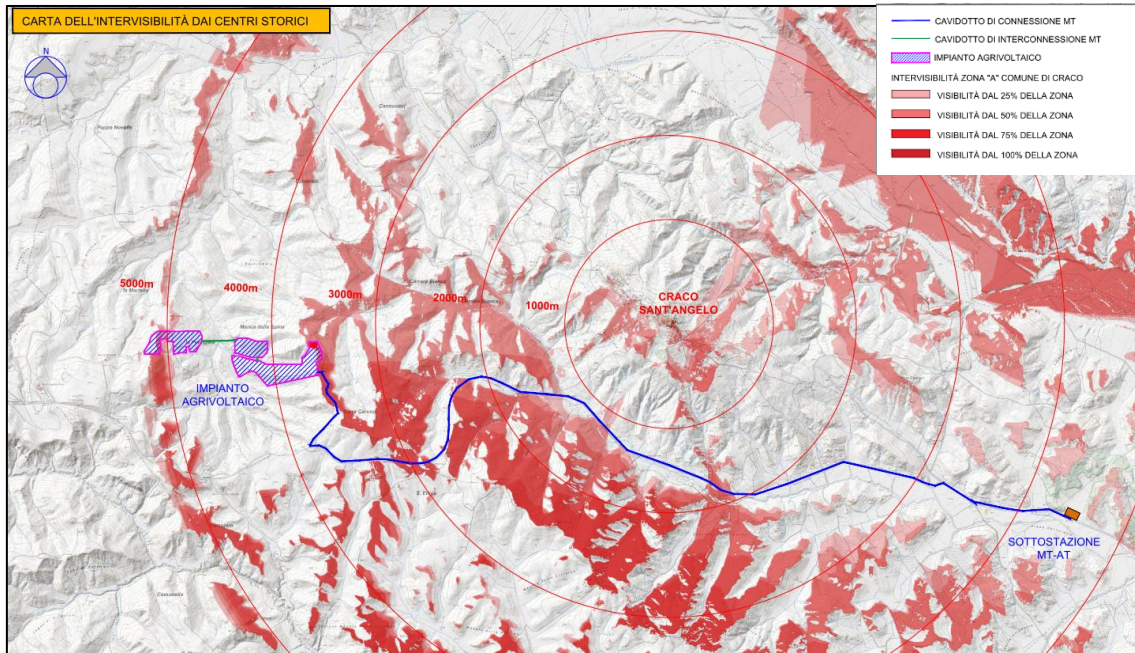 CARTA DELL'INTERVISIBILITÀ DAI CENTRI STORICI
N
CAVIDOTTO DI CONNESSIONE MT
CAVIDOTTO DI INTERCONNESSIONE MT
IMPIANTO AGRIVOLTAICO
INTERVISIBILITÀ ZONA "A" COMUNE DI CRACO
VISIBILITÀ DAL 25% DELLA ZONA
VISIBILITÀ DAL 50% DELLA ZONA
VISIBILITÀ DAL 75% DELLA ZONA
VISIBILITÀ DAL 100% DELLA ZONA
5000m
4000m
3000m
2000m
1000m
CRACO
SANT'ANGELO
IMPIANTO
AGRIVOLTAICO
SOTTOSTAZIONE
MT-AT